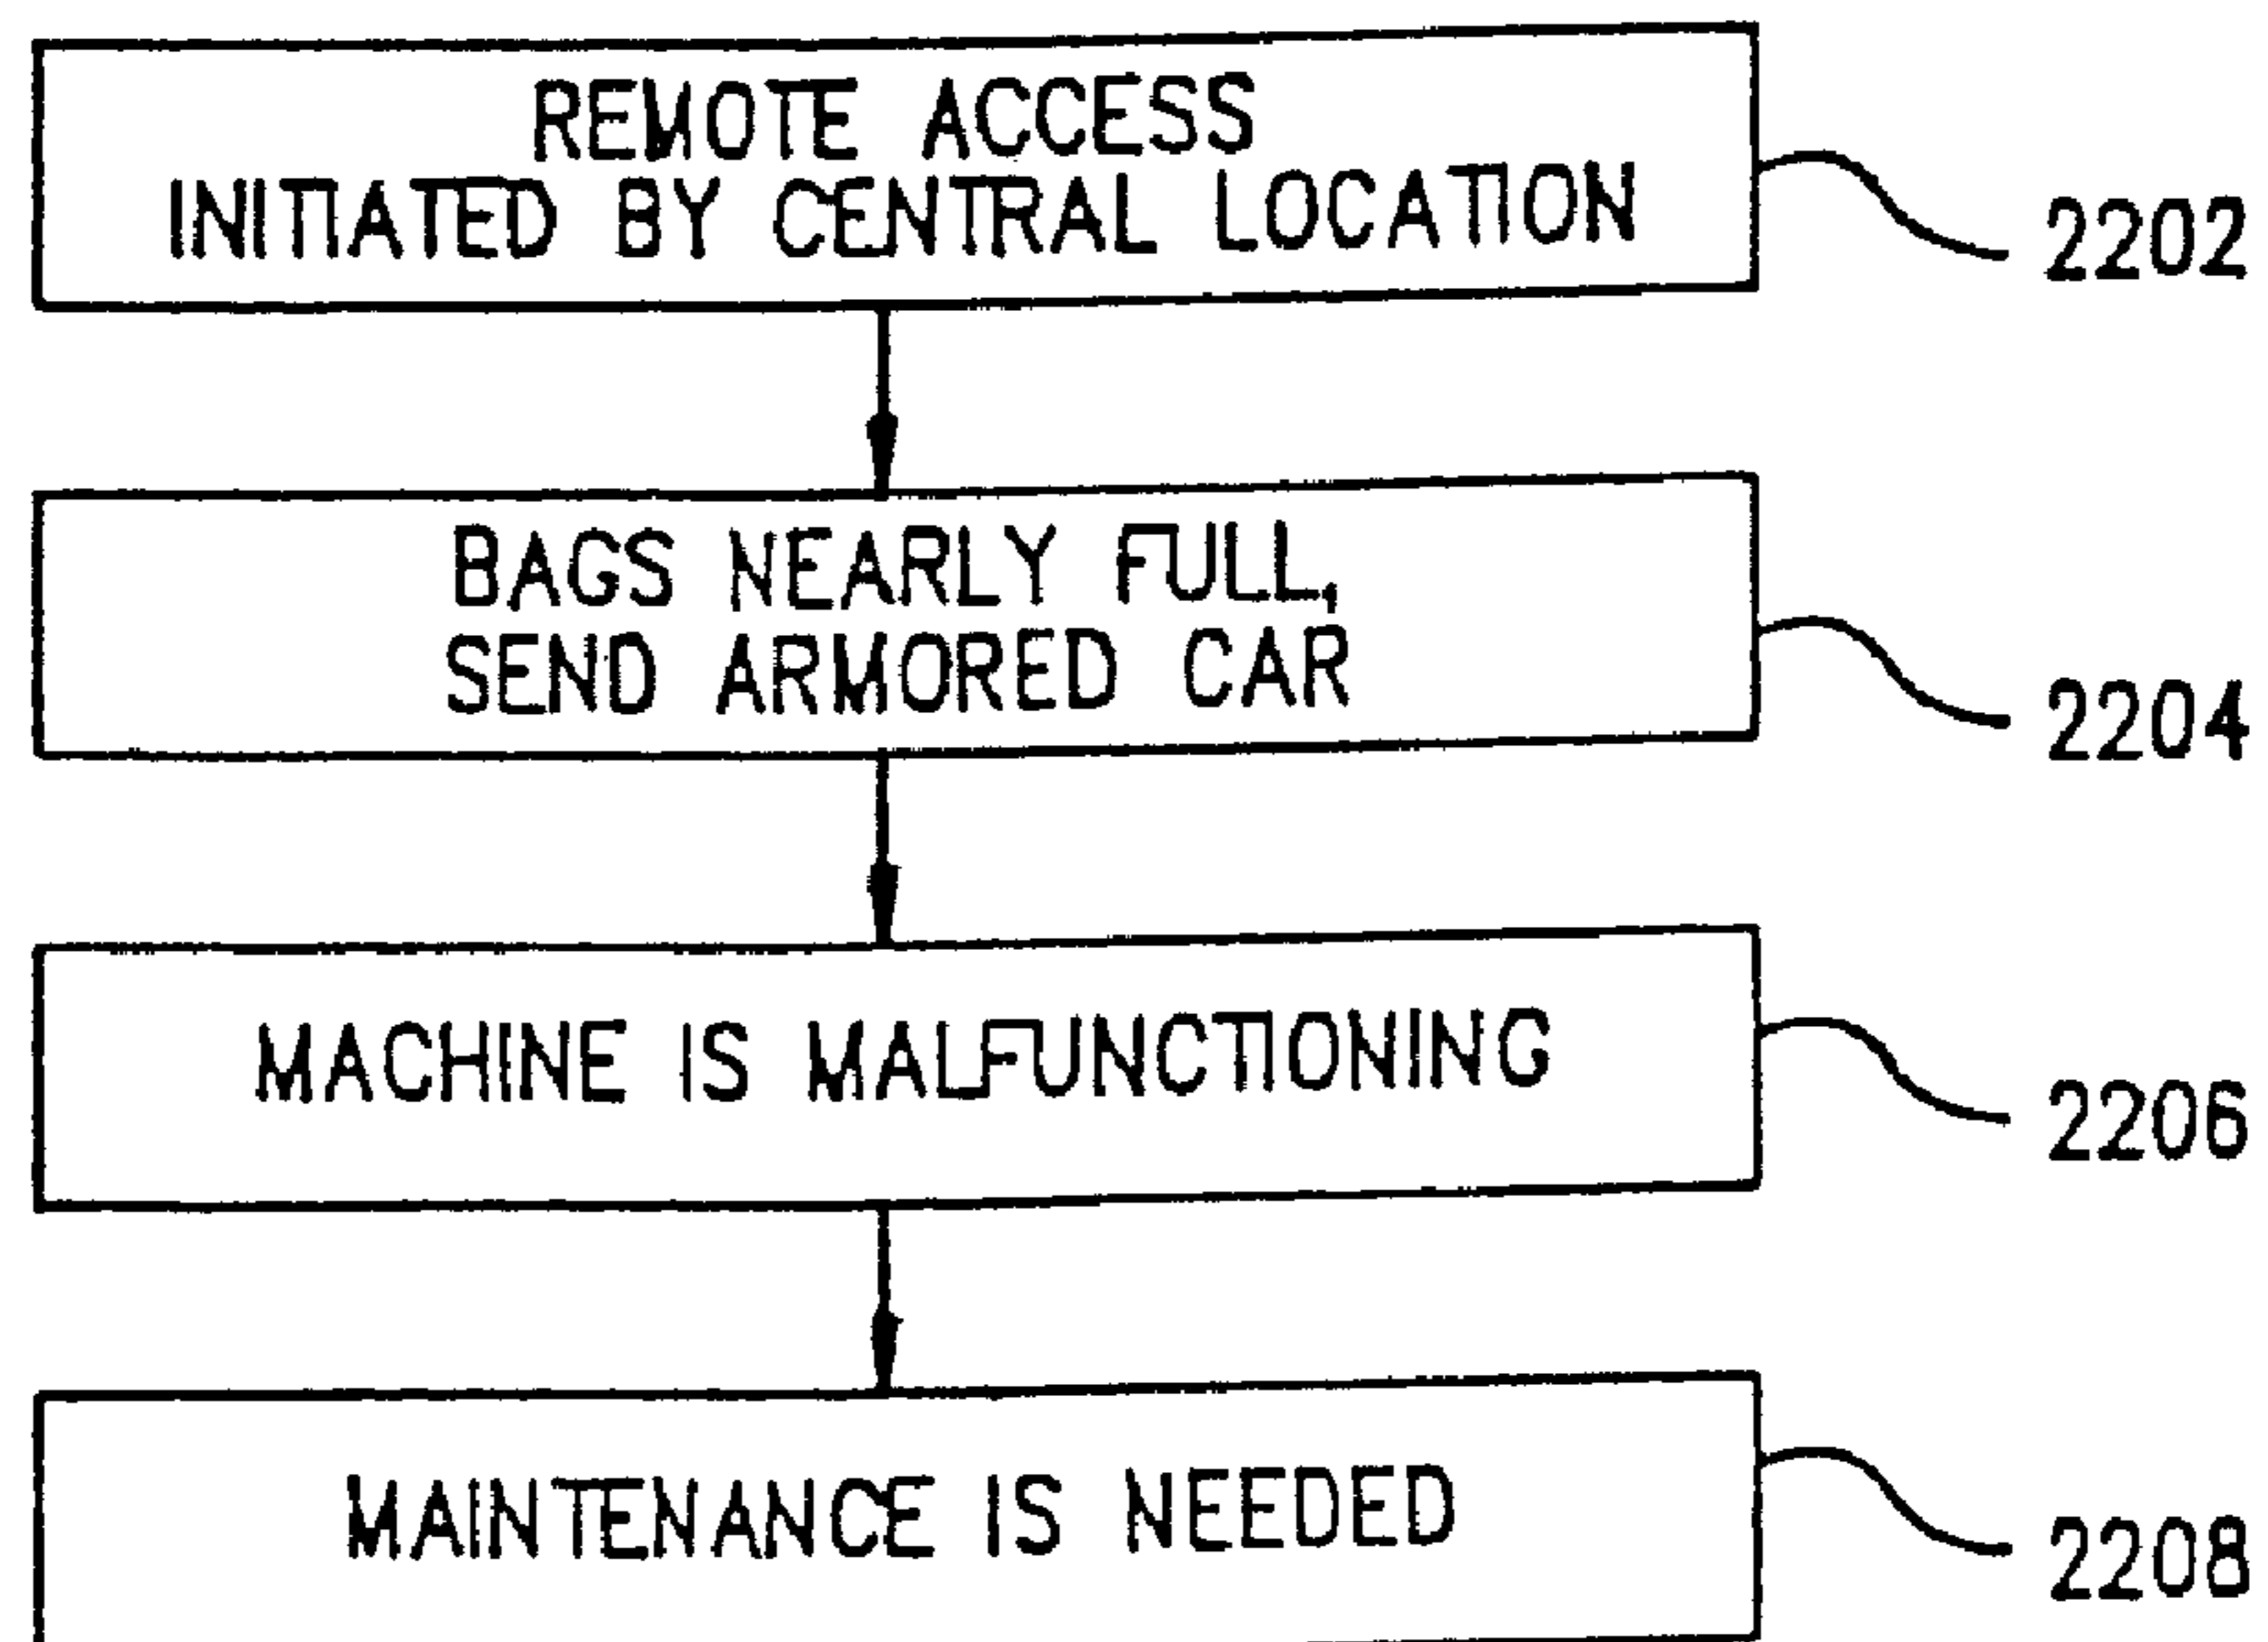 REMOTE ACCESS
INITIATED BY CENTRAL LOCATION
2202
BAGS NEARLY FULL,
SEND ARMORED CAR
2204
MACHINE IS MALFUNCTIONING
2206
MAINTENANCE IS NEEDED
2208